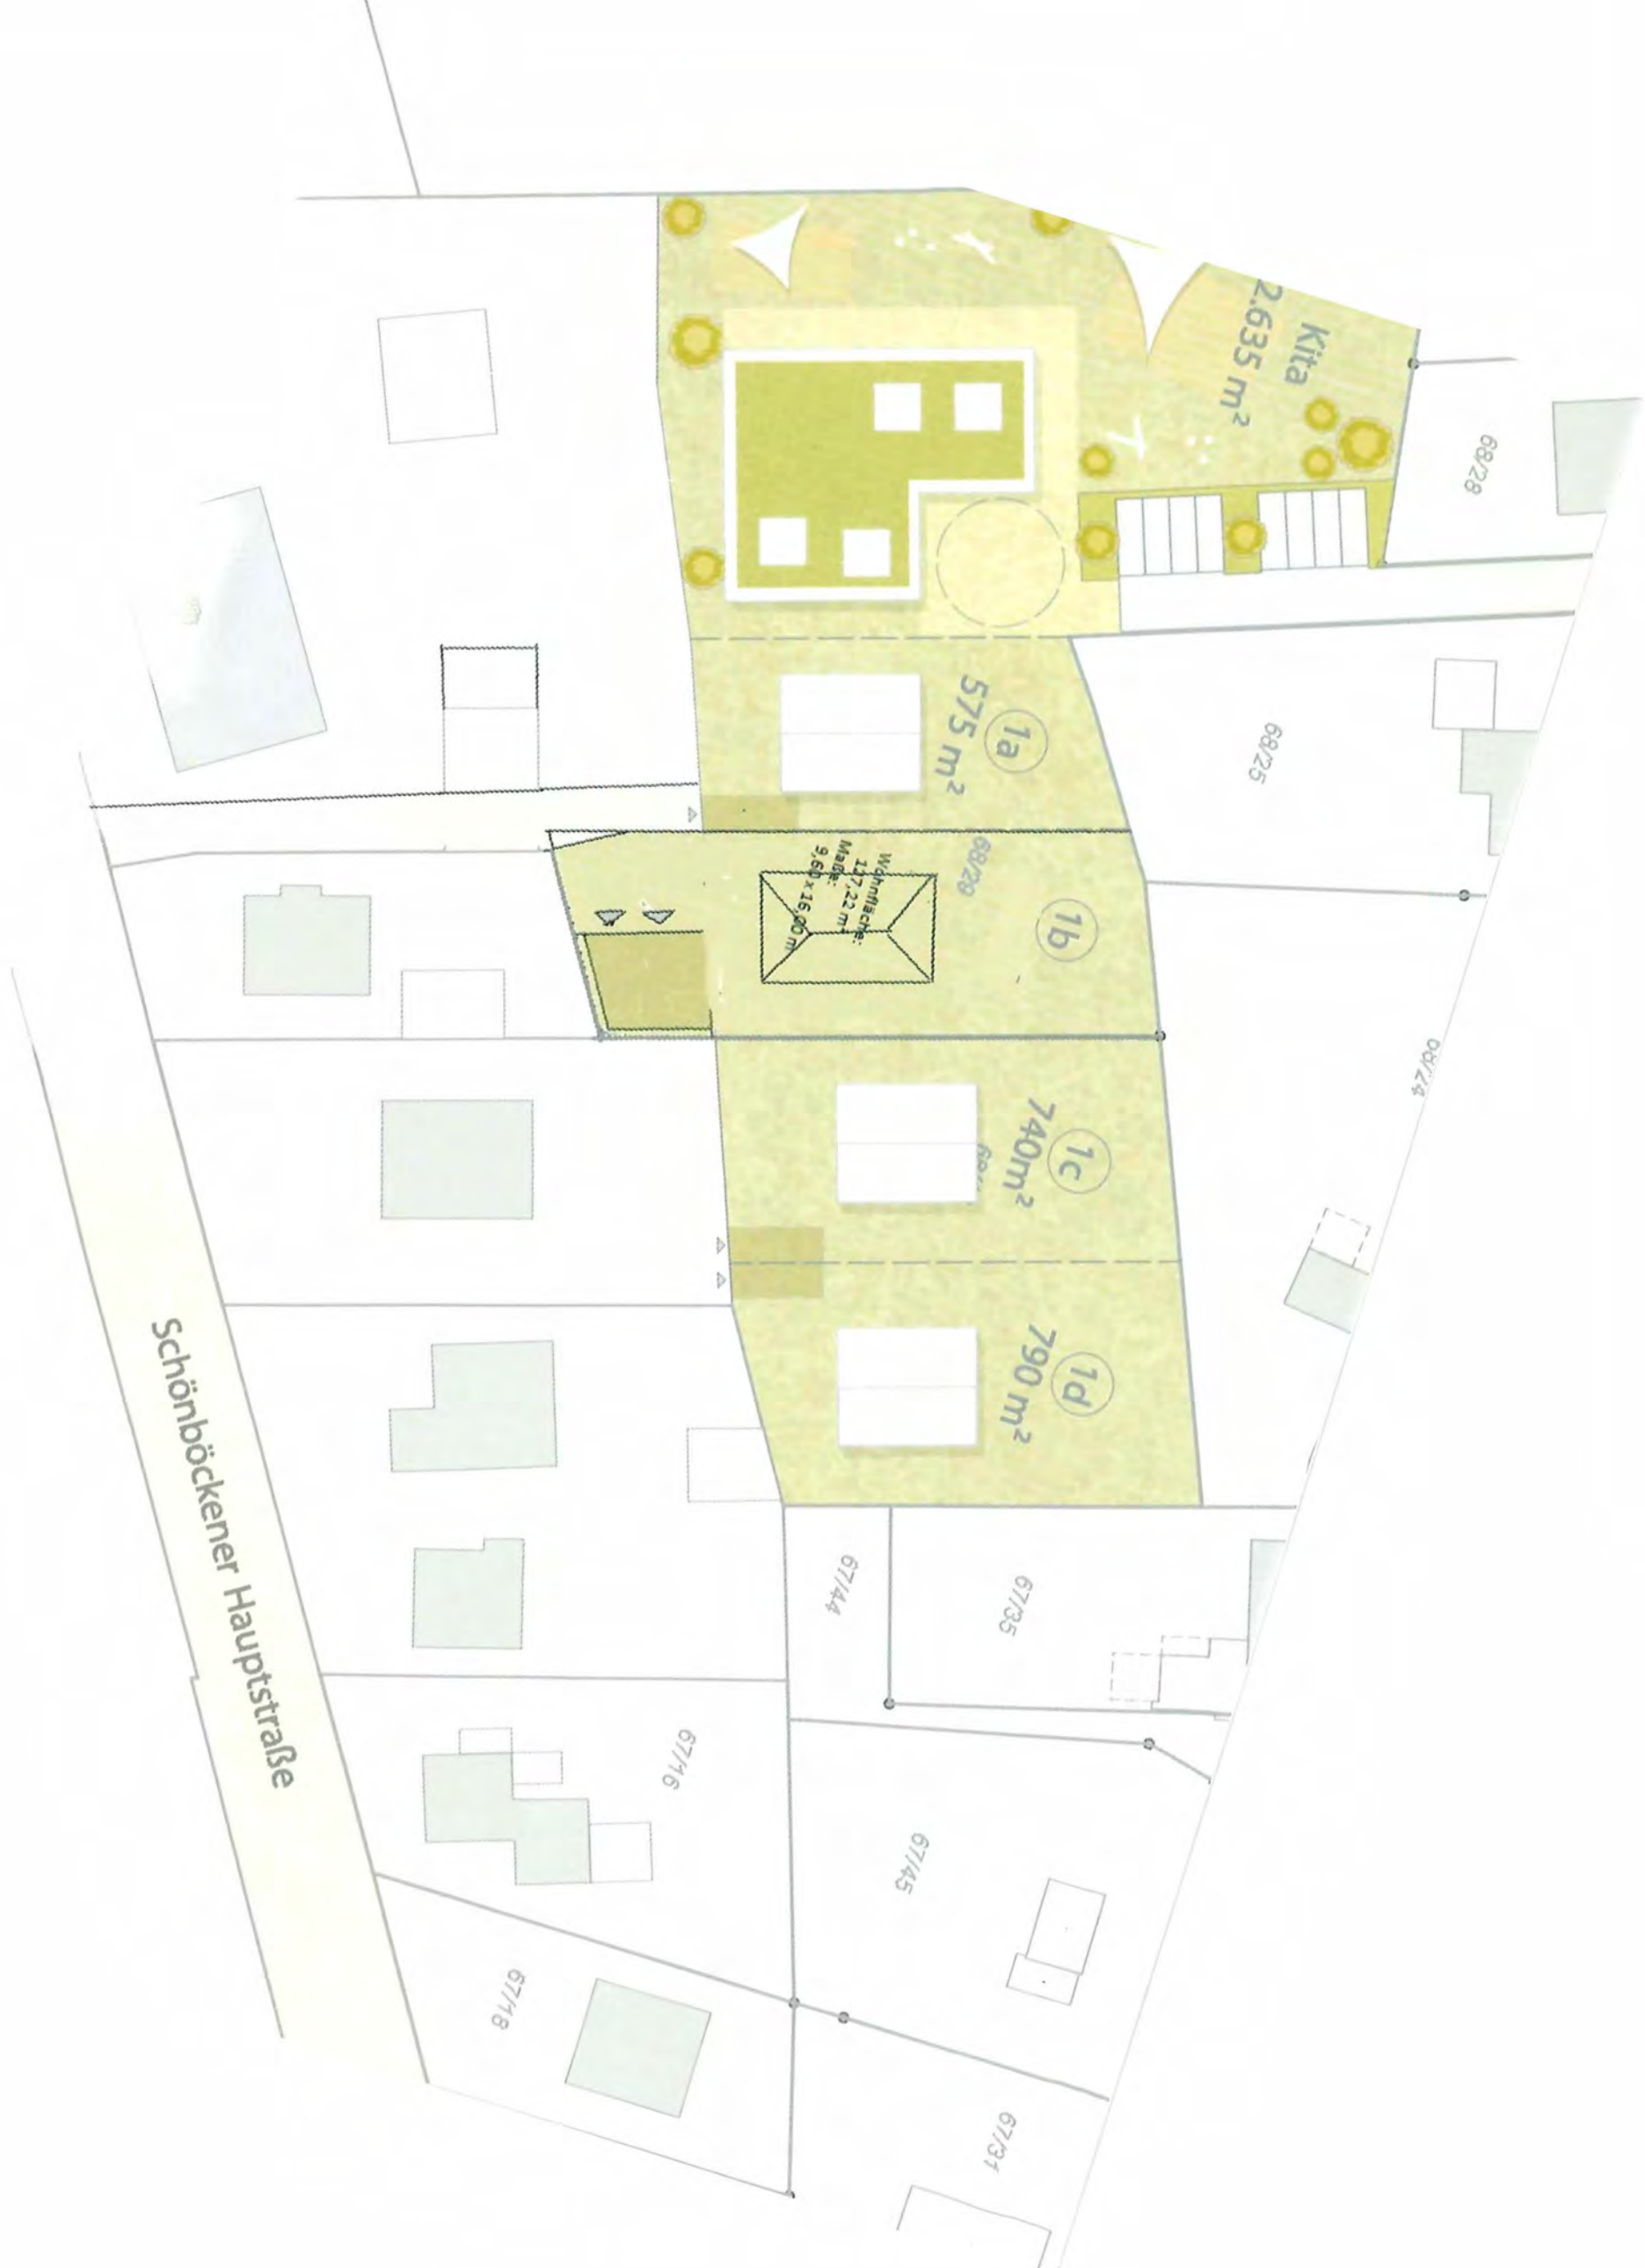 Kita
2.635 m²
68/28
1a
575 m²
68/25
Wohnfläche:
127,22 m²
Maße:
9,60 x 16,00 m
68/29
1b
68/24
1c
740m²
1d
790 m²
Schönböckener Hauptstraße
67/44
67/35
67/16
67/45
67/18
67/31